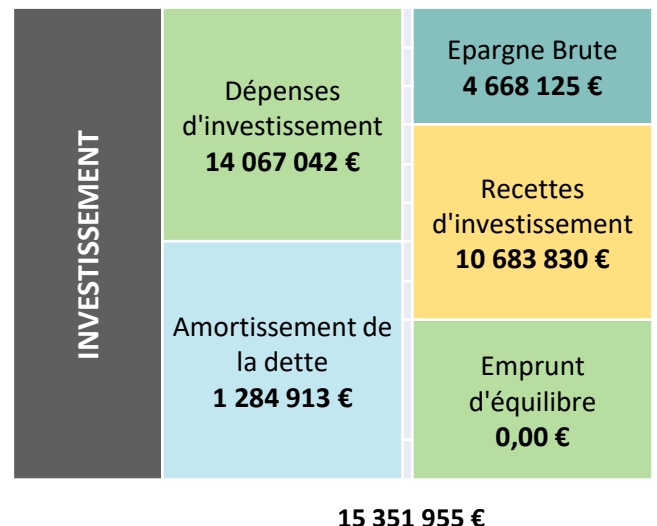 INVESTISSEMENT
Dépenses
d'investissement
14 067 042 €
Amortissement de
la dette
1 284 913 €
Epargne Brute
4 668 125 €
Recettes
d'investissement
10 683 830 €
Emprunt
d'équilibre
0,00 €
15 351 955 €